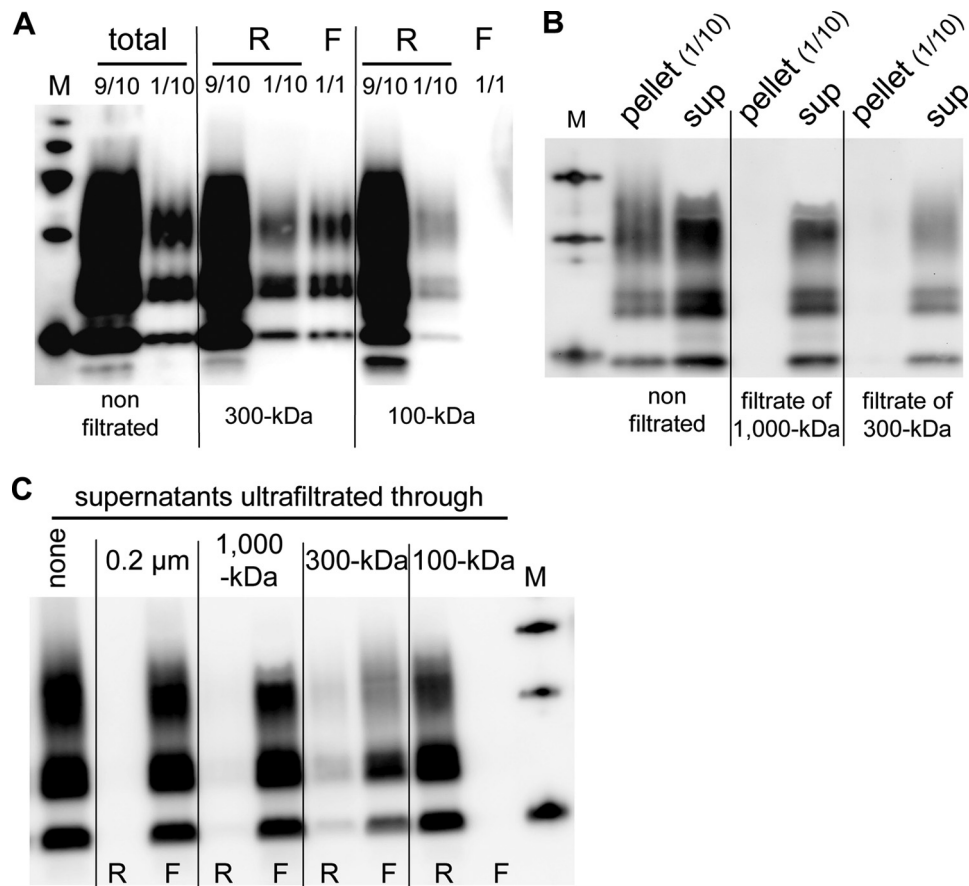 A
total R F R F
M 9/10 1/10 9/10 1/10 1/1 9/10 1/10 1/1
non
filtrated
300-kDa
100-kDa
B
M pellet (1/10) sup pellet (1/10) sup pellet (1/10) sup
non
filtrated
filtrate of
1,000-kDa
filtrate of
300-kDa
C
supernatants ultrafiltrated through
none
0.2 µm
1,000
-kDa
300-kDa
100-kDa
M
R F R F R F R F